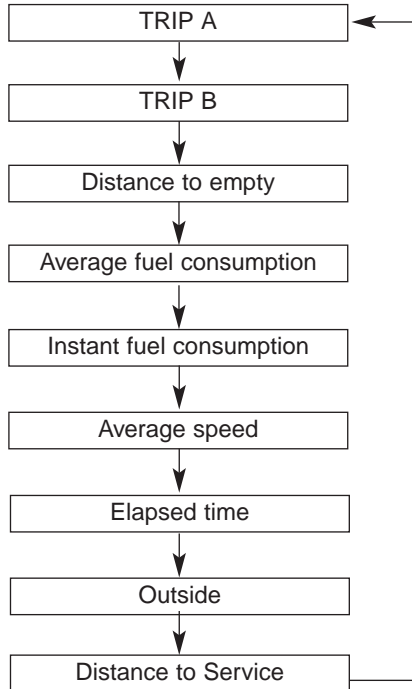 TRIP A
TRIP B
Distance to empty
Average fuel consumption
Instant fuel consumption
Average speed
Elapsed time
Outside
Distance to Service